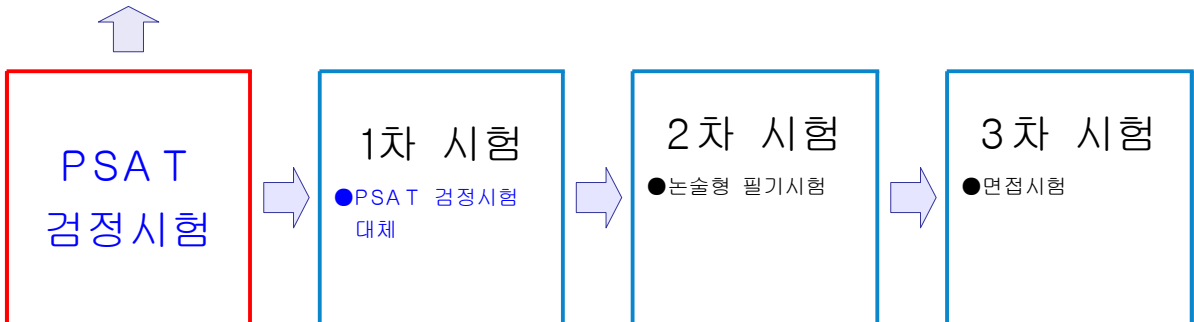 PSAT
검정시험
1차 시험
●PSAT 검정시험
대체
2차 시험
●논술형 필기시험
3차 시험
●면접시험